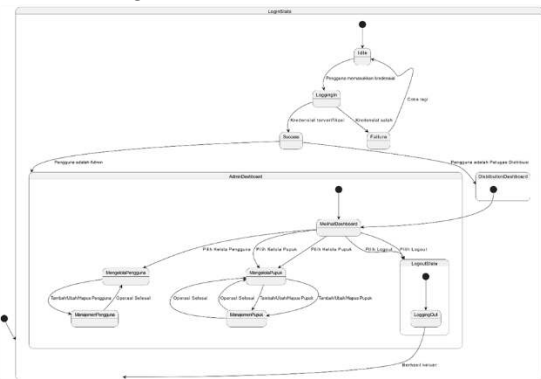 LoginState
Idle
Pengguna memasukkan kredensial
LoggingIn
Coba lagi
Kredensial terverifikasi
Kredensial salah
Success
Failure
Pengguna adalah Admin
Pengguna adalah Petugas Distribusi
AdminDashboard
DistributionDashboard
MelihatDashboard
Pilih Kelola Pengguna
Pilih Kelola Pupuk
Pilih Kelola Pupuk
Pilih Logout
Pilih Logout
LogoutState
MengelolaPengguna
MengelolaPupuk
Tambah/Ubah/Hapus Pengguna
Operasi Selesai
Operasi Selesai
Operasi Selesai
Tambah/Ubah/Hapus Pupuk
Tambah/Ubah/Hapus Pupuk
ManajemenPengguna
ManajemenPupuk
LoggingOut
Berhasil keluar